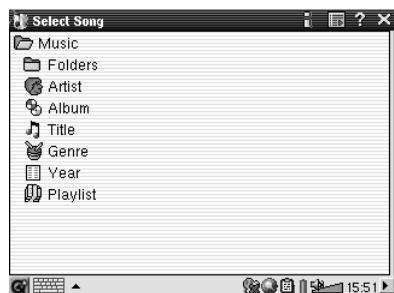 Select Song ? X
Music
Folders
Artist
Album
Title
Genre
Year
Playlist
15:51